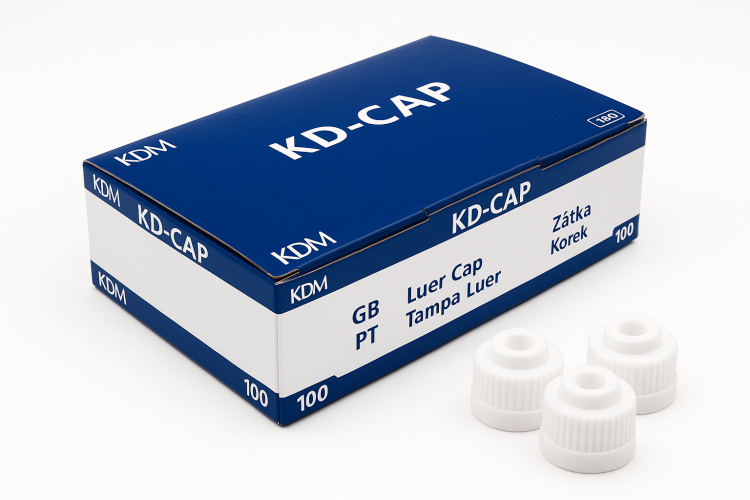 KD-CAP
180
KDM
KDM
KDM
KD-CAP
KDM
100
KD-CAP
KDM
GB Luer Cap
PT Tampa Luer
Zátka
Korek
100
100